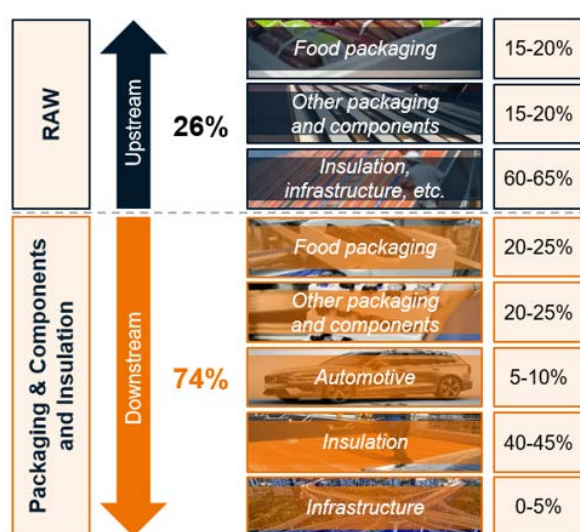 RAW
Upstream
26%
Food packaging
15-20%
Other packaging
and components
15-20%
Insulation,
infrastructure, etc.
60-65%
Packaging & Components
and Insulation
Downstream
74%
Food packaging
20-25%
Other packaging
and components
20-25%
Automotive
5-10%
Insulation
40-45%
Infrastructure
0-5%